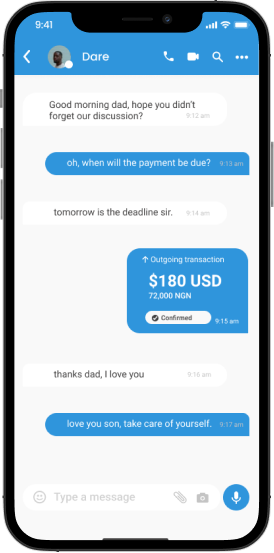 9:41
Dare
Good morning dad, hope you didn't
forget our discussion?
9:12 am
oh, when will the payment be due?
9:13 am
tomorrow is the deadline sir.
9:14 am
Outgoing transaction
$180 USD
72,000 NGN
Confirmed
9:15 am
thanks dad, I love you
9:16 am
love you son, take care of yourself.
9:17 am
Type a message